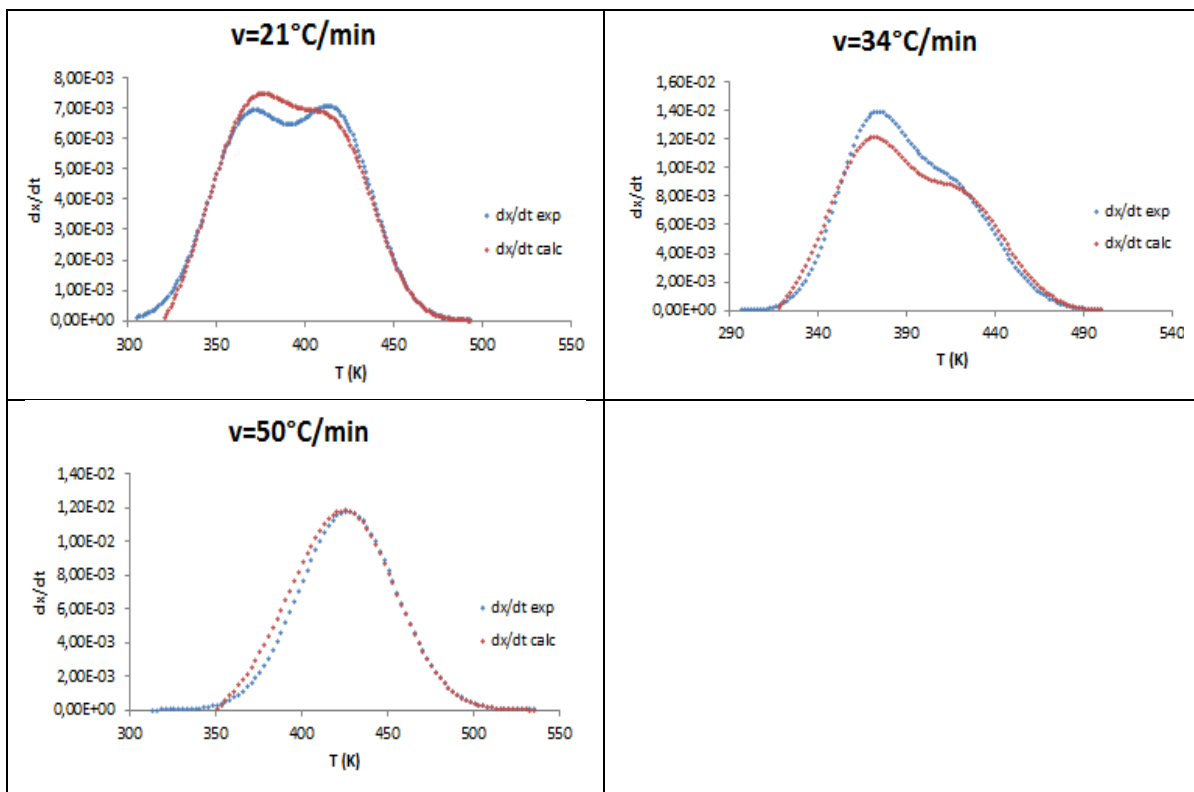 v=21°C/min
8,00E-03
7,00E-03
6,00E-03
5,00E-03
4,00E-03
3,00E-03
2,00E-03
1,00E-03
0,00E+00
dx/dt
300 350 400 450 500 550
T (K)
dx/dt exp
dx/dt calc
v=34°C/min
1,60E-02
1,40E-02
1,20E-02
1,00E-02
8,00E-03
6,00E-03
4,00E-03
2,00E-03
0,00E+00
dx/dt
290 340 390 440 490 540
T (K)
dx/dt exp
dx/dt calc
v=50°C/min
1,40E-02
1,20E-02
1,00E-02
8,00E-03
6,00E-03
4,00E-03
2,00E-03
0,00E+00
dx/dt
300 350 400 450 500 550
T (K)
dx/dt exp
dx/dt calc